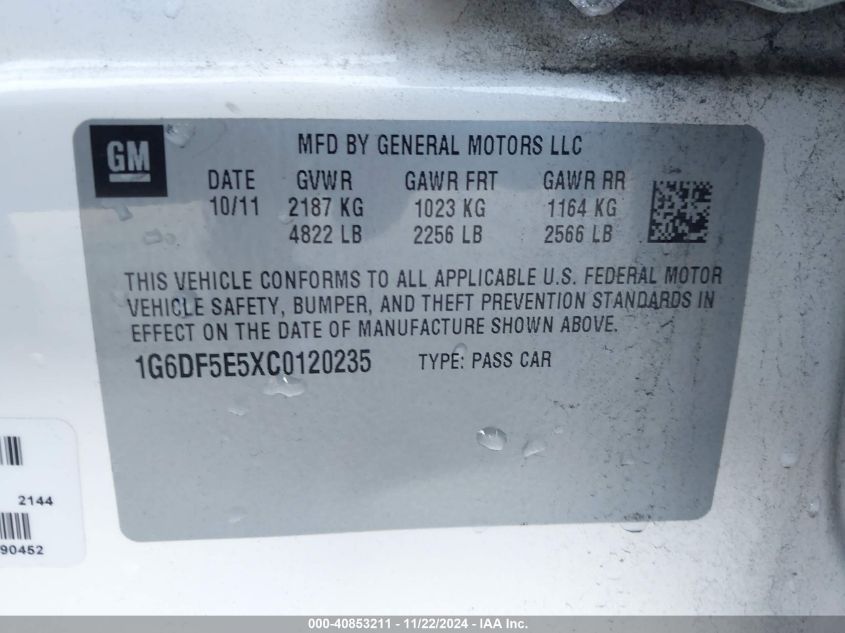 GM
MFD BY GENERAL MOTORS LLC
DATE GVWR GAWR FRT GAWR RR
10/11 2187 KG 1023 KG 1164 KG
4822 LB 2256 LB 2566 LB
THIS VEHICLE CONFORMS TO ALL APPLICABLE U.S. FEDERAL MOTOR
VEHICLE SAFETY, BUMPER, AND THEFT PREVENTION STANDARDS IN
EFFECT ON THE DATE OF MANUFACTURE SHOWN ABOVE.
1G6DF5E5XC0120235 TYPE: PASS CAR
2144
90452
000-40853211 - 11/22/2024 - IAA Inc.